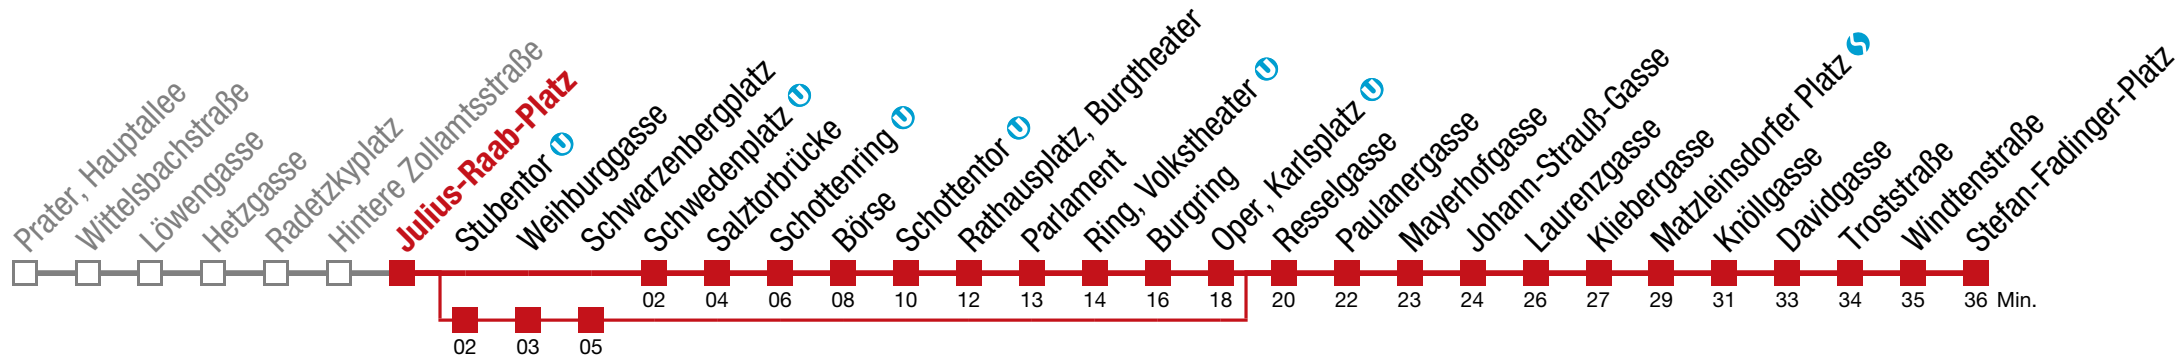 Prater, Hauptallee
Wittelsbachstraße
Löwengasse
Hetzgasse
Radetzkyplatz
Hintere Zollamtsstraße
Julius-Raab-Platz
Stubentor
Weihburggasse
Schwarzenbergplatz
Schwedenplatz
Salztorbrücke
Schottenring
Börse
Schottentor
Rathausplatz, Burgtheater
Parlament
Ring, Volkstheater
Burgring
Oper, Karlsplatz
Resselgasse
Paulanergasse
Mayerhofgasse
Johann-Strauß-Gasse
Laurenzgasse
Kliebergasse
Matzleinsdorfer Platz
Knöllgasse
Davidgasse
Troststraße
Windtenstraße
Stefan-Fadinger-Platz
02 04 06 08 10 12 13 14 16 18 20 22 23 24 26 27 29 31 33 34 35 36 Min.
02 03 05